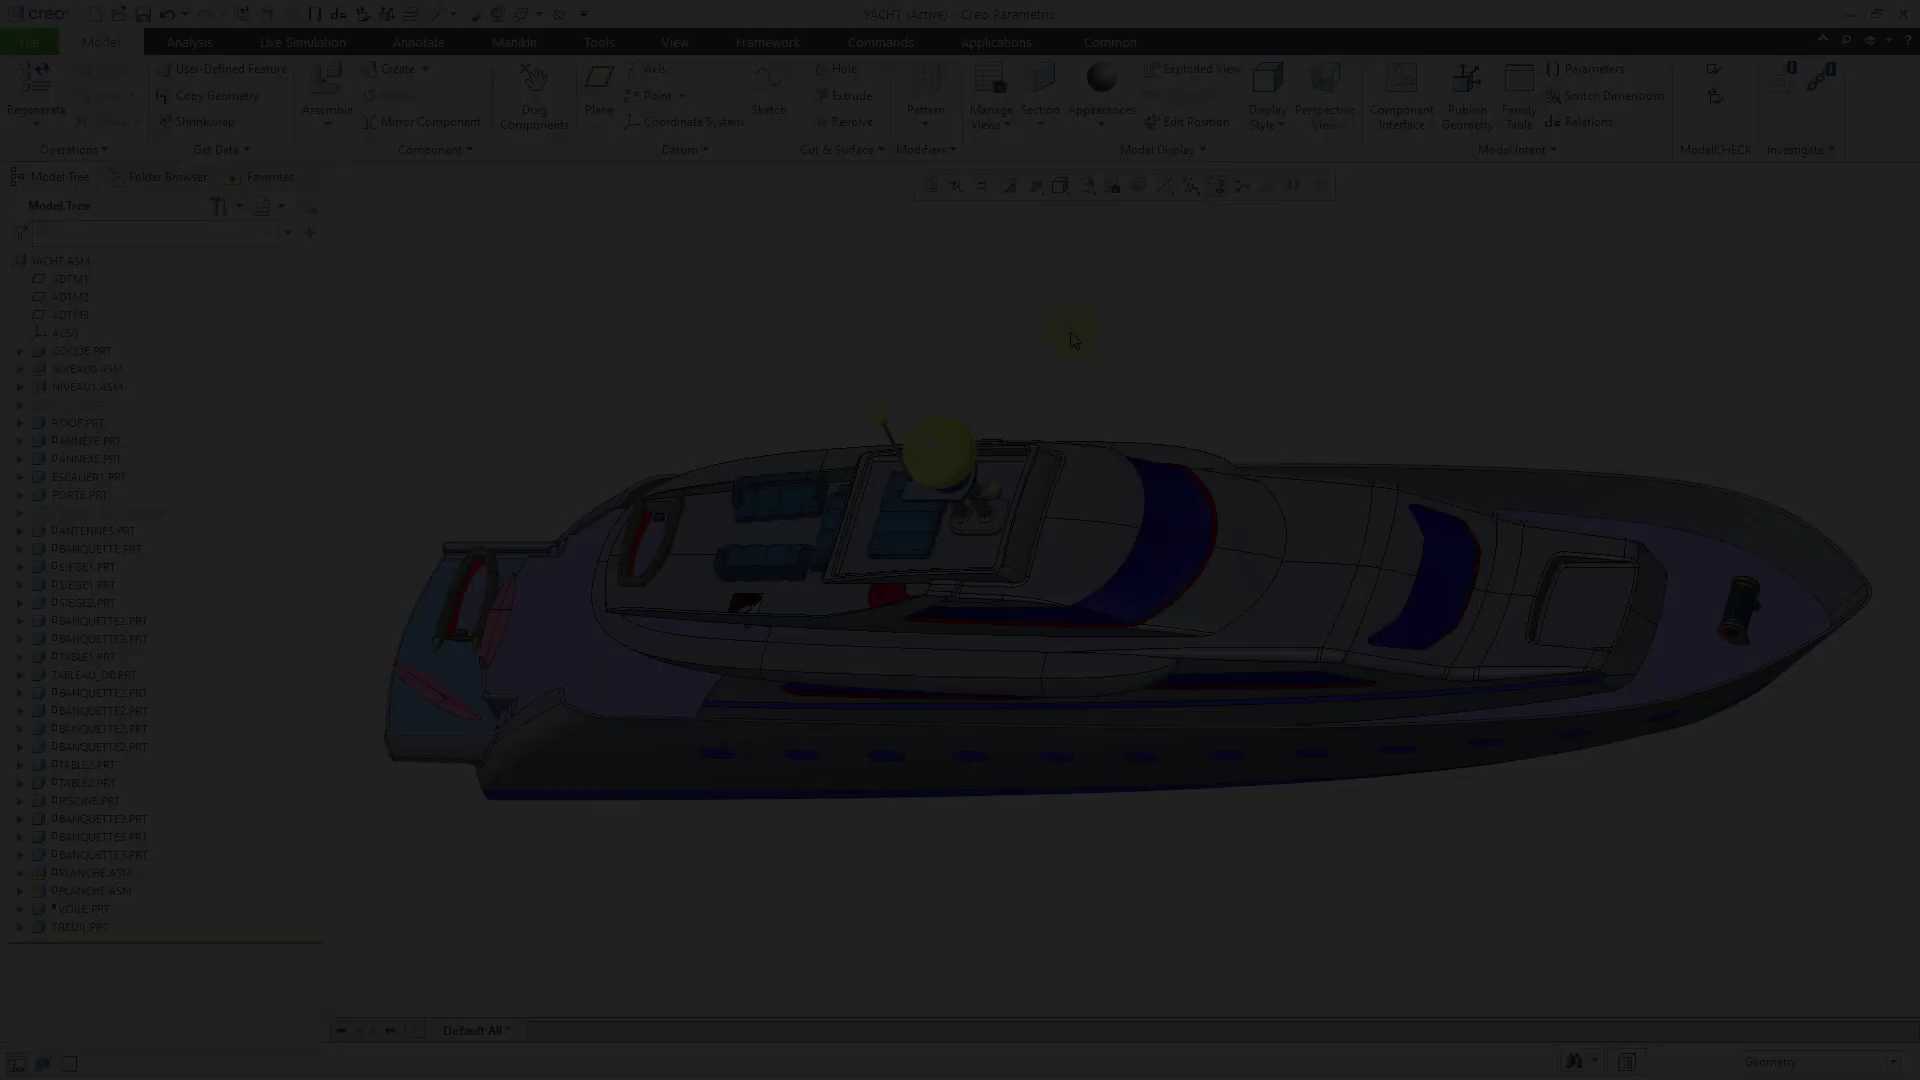 creo
YACHT (Active) - Creo Parametric
File
Model
Analysis
Live Simulation
Annotate
Manikin
Tools
View
Framework
Commands
Applications
Common
Regenerate
Operations
User-Defined Feature
Copy Geometry
Shrinkwrap
Get Data
Assemble
Create
Mirror Component
Component
Drag
Components
Plane
Axis
Point
Coordinate System
Sketch
Datum
Hole
Extrude
Revolve
Cut & Surface
Pattern
Modifiers
Manage
Views
Section
Appearances
Exploded View
Edit Position
Display
Style
Perspective
View
Model Display
Component
Interface
Publish
Geometry
Family
Table
Parameters
Switch Dimensions
d= Relations
Model Intent
ModelCHECK
Investigate
Model Tree
Folder Browser
Favorites
Model Tree
YACHT.ASM
ADTM1
ADTM2
ADTM3
ACS0
COQUE.PRT
NIVEAU0.ASM
NIVEAU1.ASM
ROOF.PRT
ANNEXE.PRT
ANNEXE.PRT
ESCALIER1.PRT
PORT2.PRT
ANTENNES.PRT
BANQUETTE.PRT
SIEGE1.PRT
SIEGE1.PRT
SIEGE2.PRT
BANQUETTE2.PRT
BANQUETTE2.PRT
TABLE1.PRT
TABLEAU_DB.PRT
BANQUETTE2.PRT
BANQUETTE2.PRT
BANQUETTE2.PRT
BANQUETTE2.PRT
TABLE2.PRT
TABLE2.PRT
PISCINE.PRT
BANQUETTE3.PRT
BANQUETTE3.PRT
BANQUETTE3.PRT
PLANCHE.ASM
PLANCHE.ASM
VOILE.PRT
TREUIL.PRT
Default All
Geometry